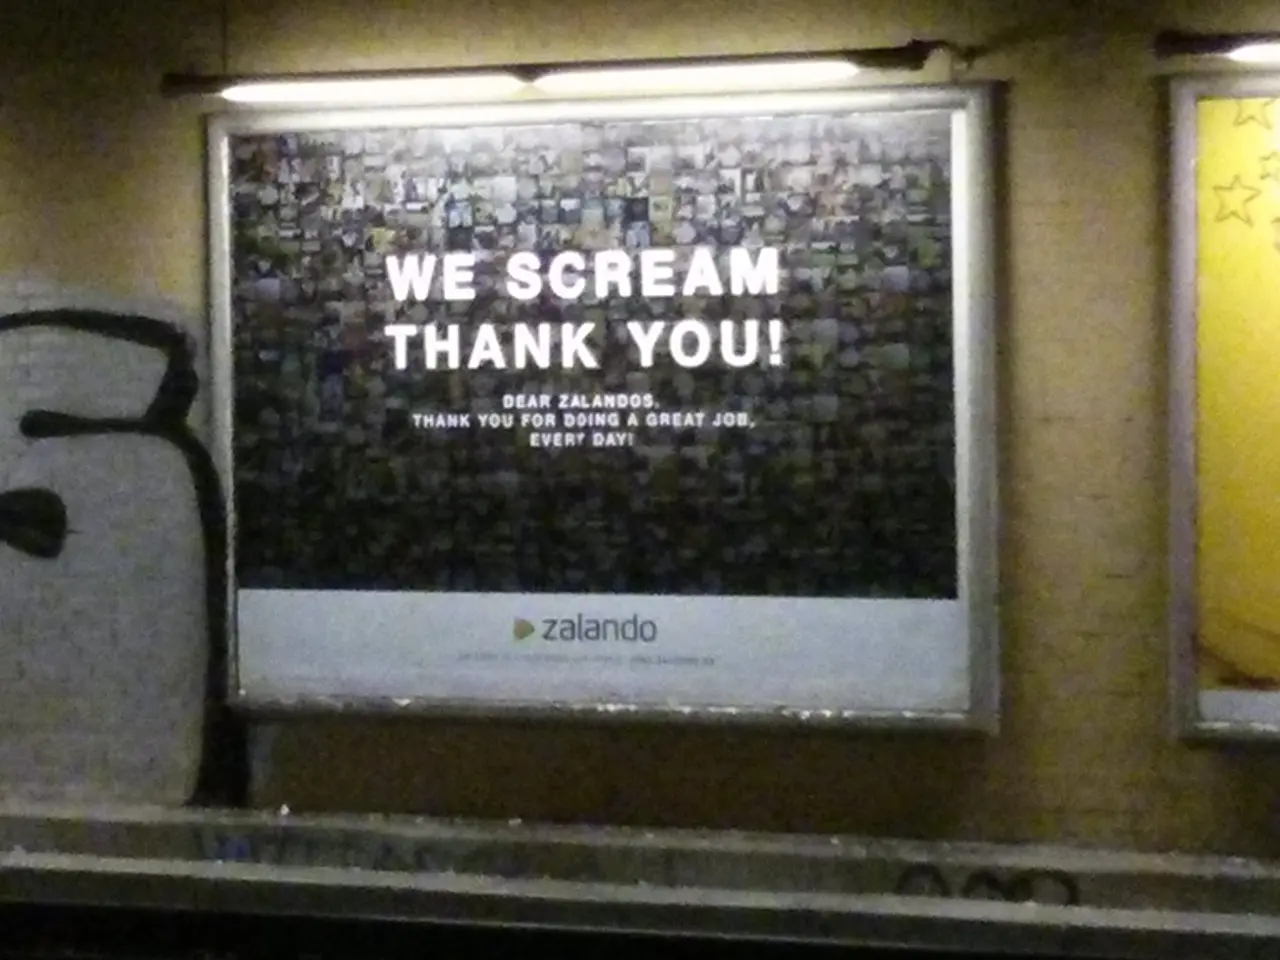 WE SCREAM
THANK YOU!
DEAR ZALANDOS,
THANK YOU FOR DOING A GREAT JOB,
EVERY DAY!
zalando